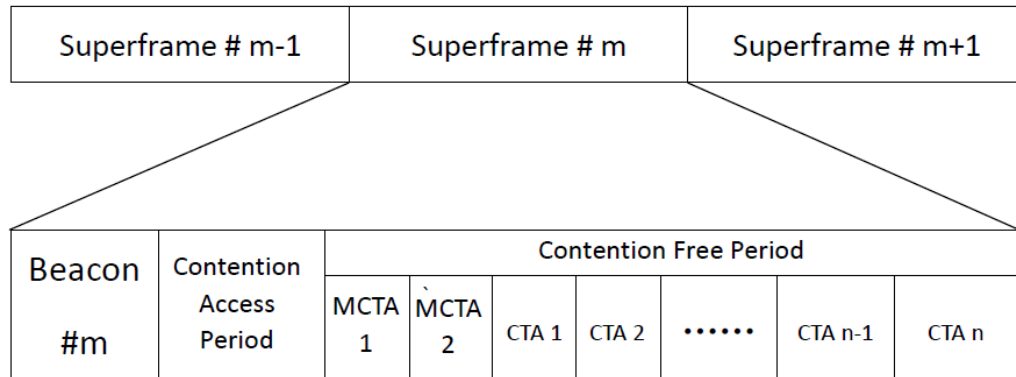 Superframe # m-1
Superframe # m
Superframe # m+1
Beacon
#m
Contention
Access
Period
Contention Free Period
MCTA
1
`
MCTA
2
CTA 1
CTA 2
••••••
CTA n-1
CTA n